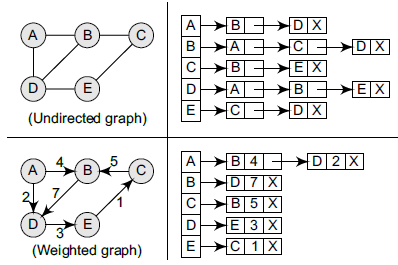 A B C
D E
(Undirected graph)
A B D X
B A C D X
C B E X
D A B E X
E C D X
A 4 B 5 C
2 7 1
D 3 E
(Weighted graph)
A B 4 D 2 X
B D 7 X
C B 5 X
D E 3 X
E C 1 X